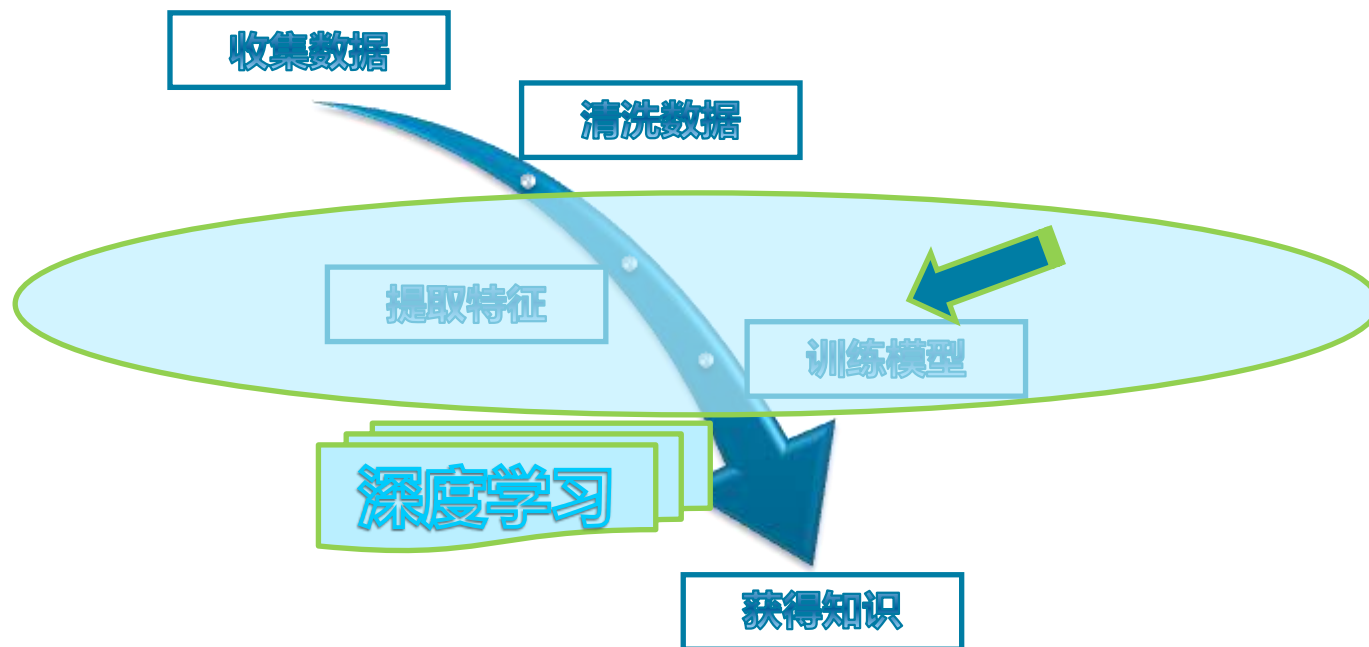 收集数据
清洗数据
提取特征
训练模型
深度学习
获得知识